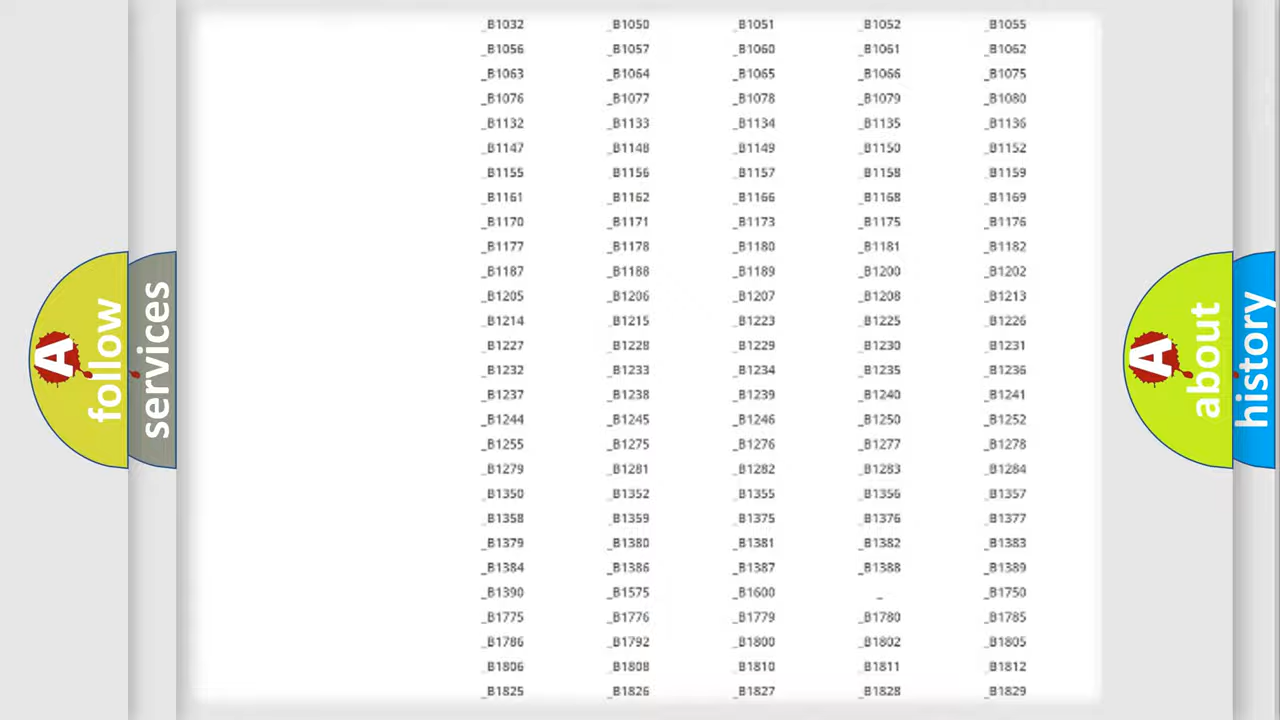 _B1032 _B1050 _B1051 _B1052 _B1055
_B1056 _B1057 _B1060 _B1061 _B1062
_B1063 _B1064 _B1065 _B1066 _B1075
_B1076 _B1077 _B1078 _B1079 _B1080
_B1132 _B1133 _B1134 _B1135 _B1136
_B1147 _B1148 _B1149 _B1150 _B1152
_B1155 _B1156 _B1157 _B1158 _B1159
_B1161 _B1162 _B1166 _B1168 _B1169
_B1170 _B1171 _B1173 _B1175 _B1176
_B1177 _B1178 _B1180 _B1181 _B1182
_B1187 _B1188 _B1189 _B1200 _B1202
_B1205 _B1206 _B1207 _B1208 _B1213
_B1214 _B1215 _B1223 _B1225 _B1226
_B1227 _B1228 _B1229 _B1230 _B1231
_B1232 _B1233 _B1234 _B1235 _B1236
_B1237 _B1238 _B1239 _B1240 _B1241
_B1244 _B1245 _B1246 _B1250 _B1252
_B1255 _B1275 _B1276 _B1277 _B1278
_B1279 _B1281 _B1282 _B1283 _B1284
_B1350 _B1352 _B1355 _B1356 _B1357
_B1358 _B1359 _B1375 _B1376 _B1377
_B1379 _B1380 _B1381 _B1382 _B1383
_B1384 _B1386 _B1387 _B1388 _B1389
_B1390 _B1575 _B1600 _ _B1750
_B1775 _B1776 _B1779 _B1780 _B1785
_B1786 _B1792 _B1800 _B1802 _B1805
_B1806 _B1808 _B1810 _B1811 _B1812
_B1825 _B1826 _B1827 _B1828 _B1829
A
follow
services
A
about
history